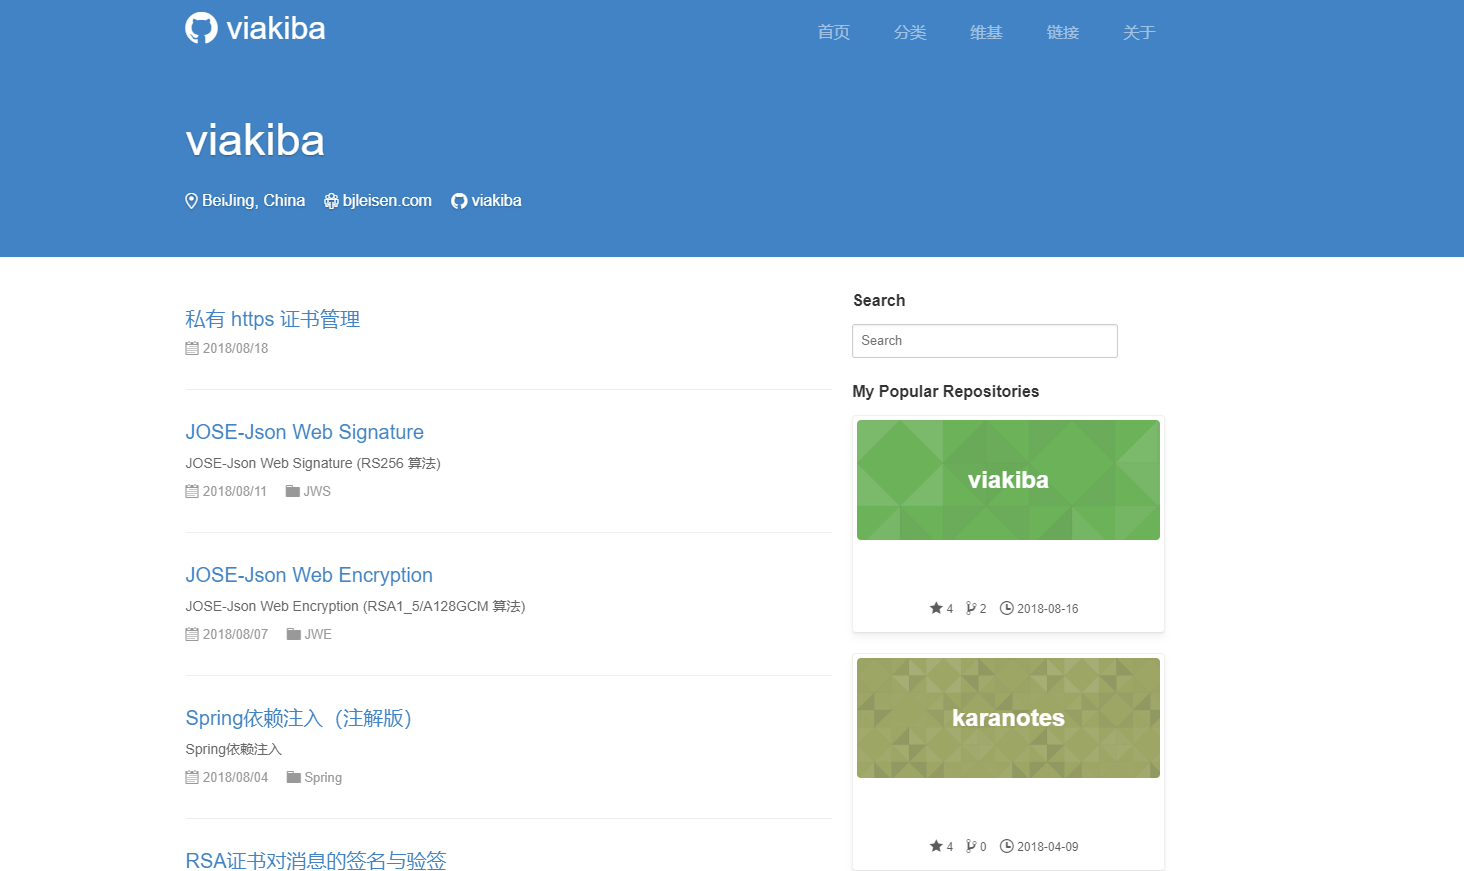 viakiba
首页 分类 维基 链接 关于
viakiba
BeiJing, China bjleisen.com viakiba
私有 https 证书管理
2018/08/18
JOSE-Json Web Signature
JOSE-Json Web Signature (RS256 算法)
2018/08/11 JWS
JOSE-Json Web Encryption
JOSE-Json Web Encryption (RSA1_5/A128GCM 算法)
2018/08/07 JWE
Spring依赖注入（注解版）
Spring依赖注入
2018/08/04 Spring
RSA证书对消息的签名与验签
Search
Search
My Popular Repositories
viakiba
4 2 2018-08-16
karanotes
4 0 2018-04-09